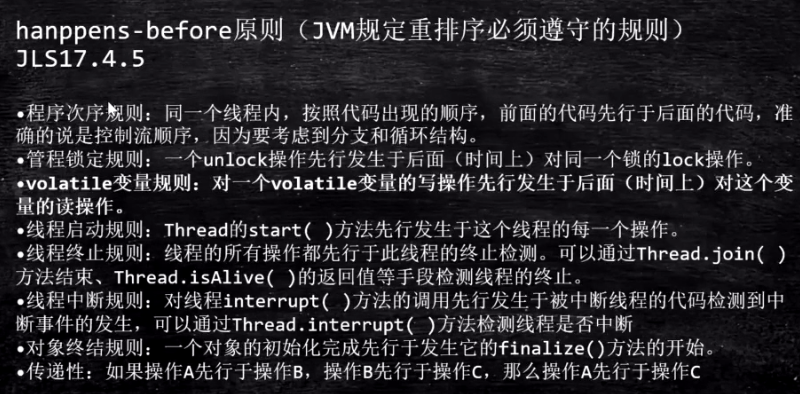 hanppens-before原则（JVM规定重排序必须遵守的规则）
JLS17.4.5
•程序次序规则：同一个线程内，按照代码出现的顺序，前面的代码先行于后面的代码，准
确的说是控制流顺序，因为要考虑到分支和循环结构。
•管程锁定规则：一个unlock操作先行发生于后面（时间上）对同一个锁的lock操作。
•volatile变量规则：对一个volatile变量的写操作先行发生于后面（时间上）对这个变
量的读操作。
•线程启动规则：Thread的start( )方法先行发生于这个线程的每一个操作。
•线程终止规则：线程的所有操作都先行于此线程的终止检测。可以通过Thread.join( )
方法结束、Thread.isAlive( )的返回值等手段检测线程的终止。
•线程中断规则：对线程interrupt( )方法的调用先行发生于被中断线程的代码检测到中
断事件的发生，可以通过Thread.interrupt( )方法检测线程是否中断
•对象终结规则：一个对象的初始化完成先行于发生它的finalize()方法的开始。
•传递性：如果操作A先行于操作B，操作B先行于操作C，那么操作A先行于操作C